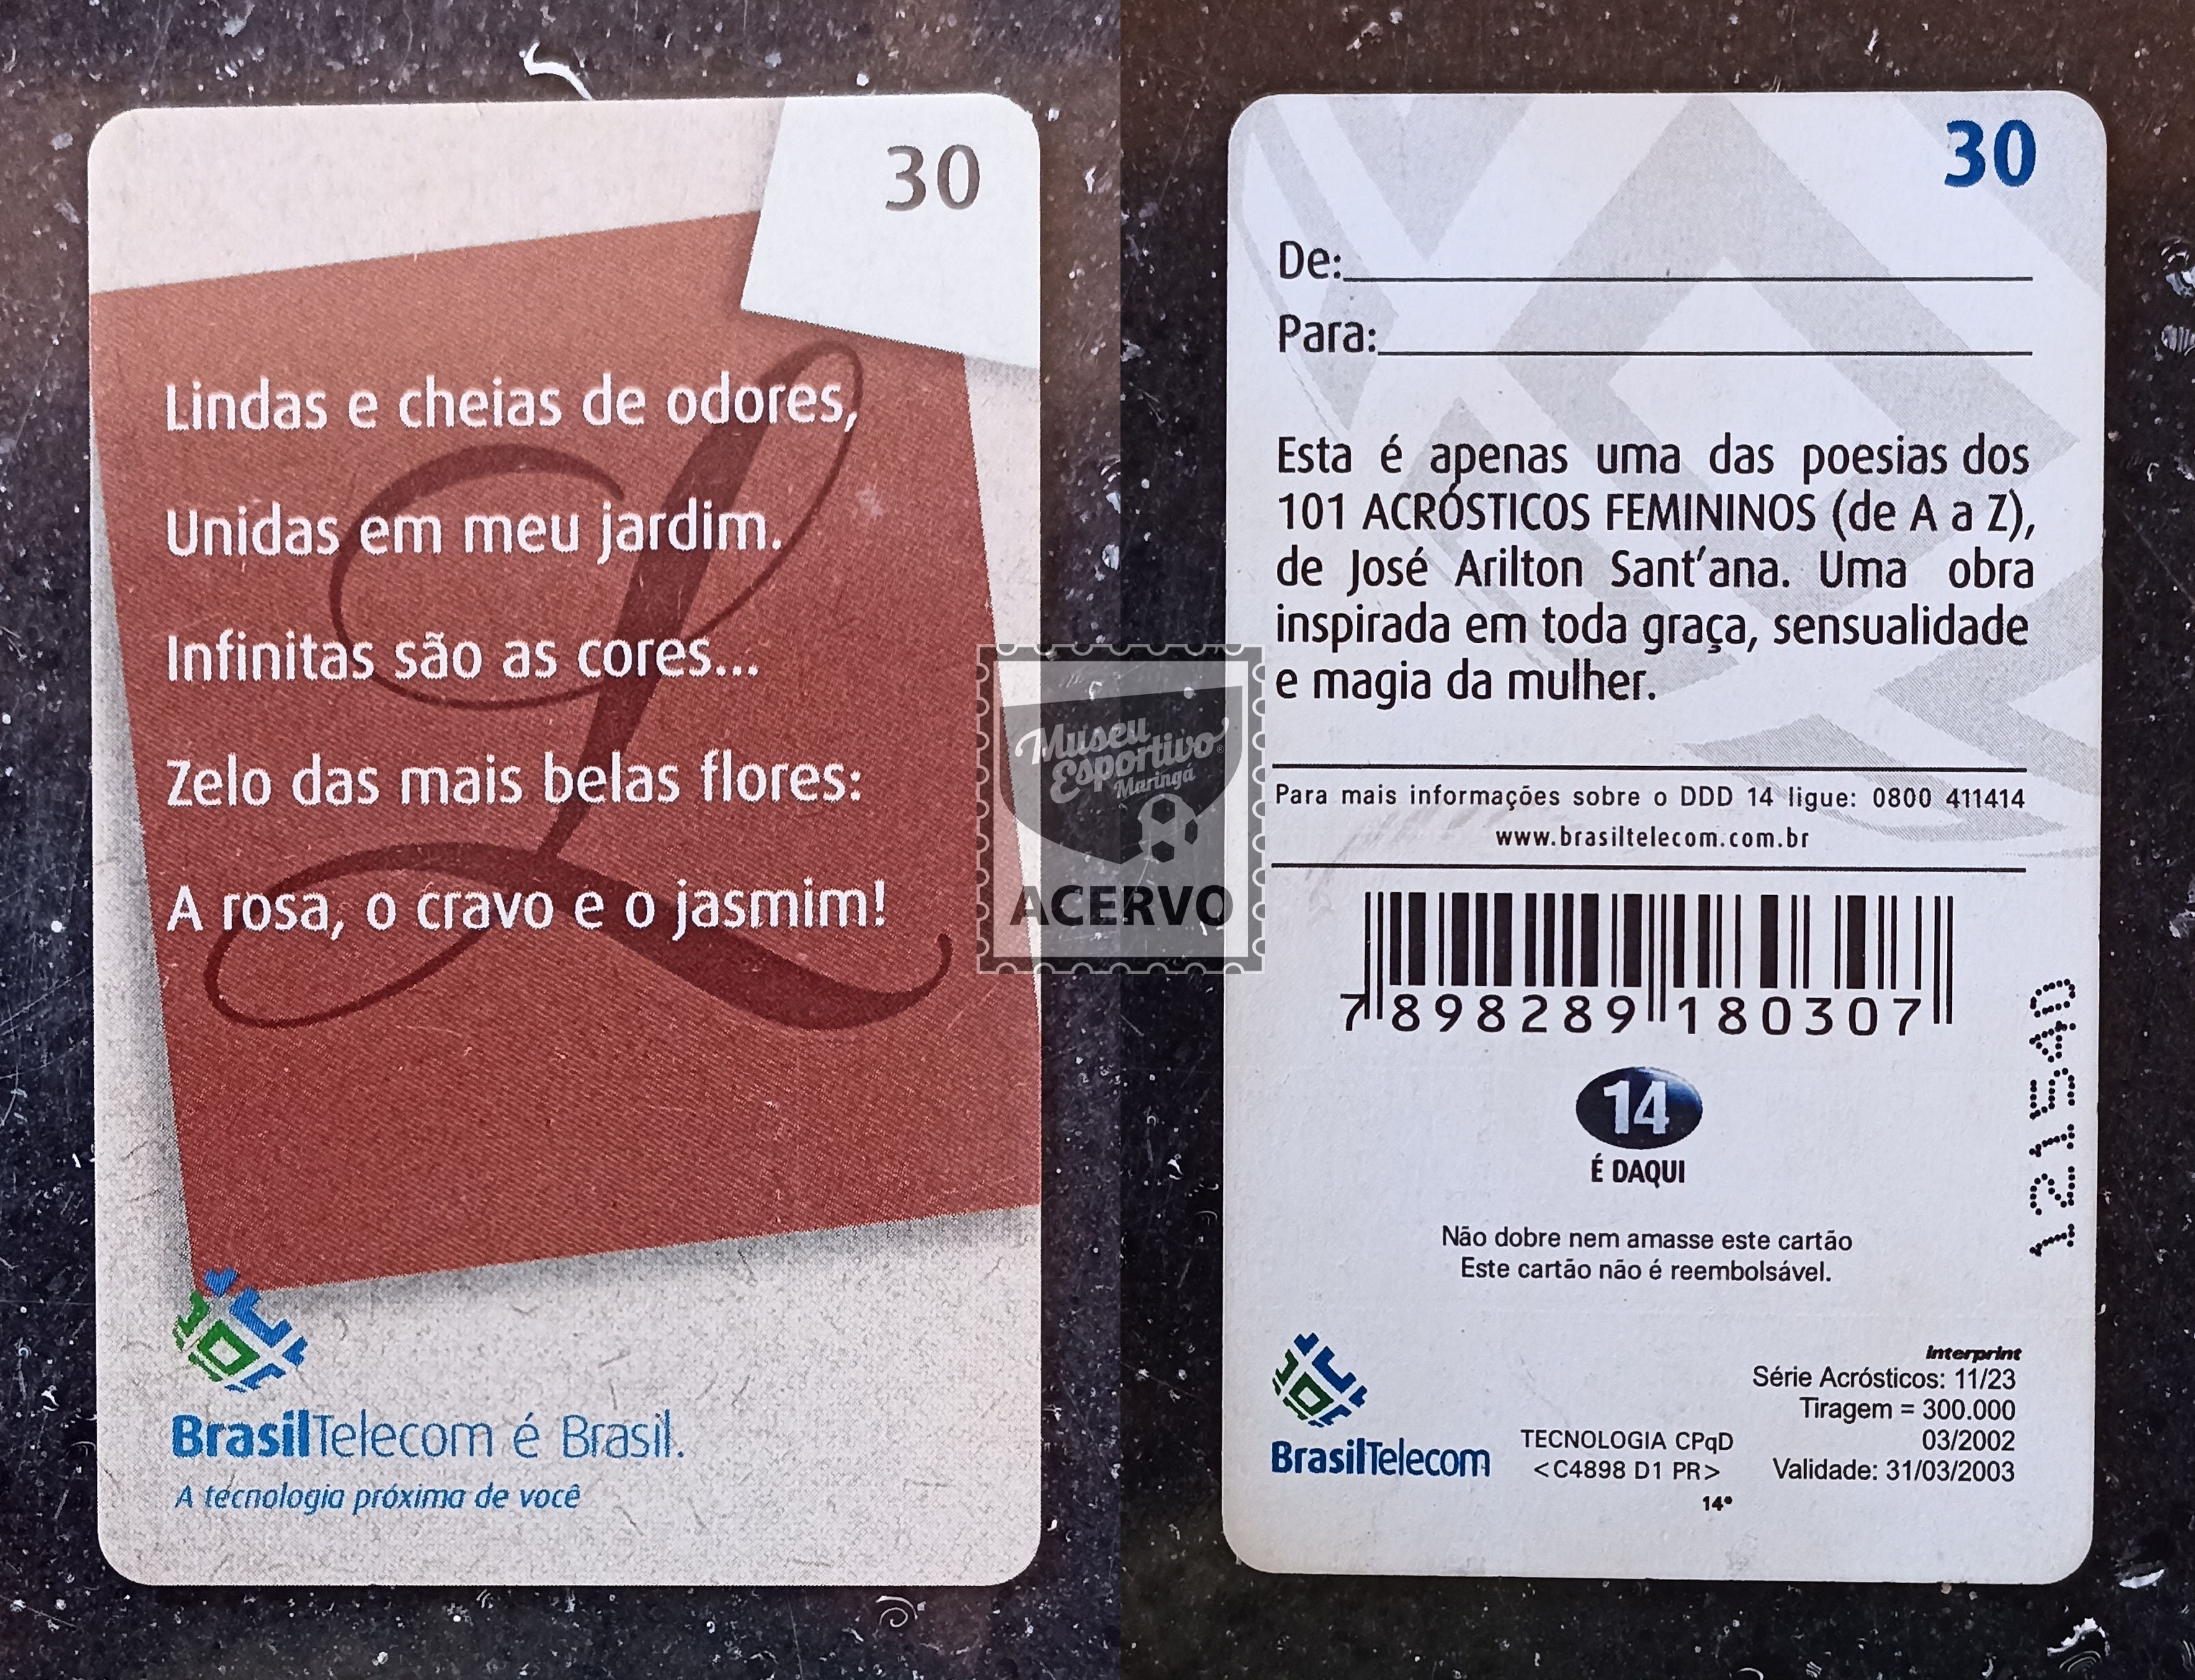 30
L
Lindas e cheias de odores,
Unidas em meu jardim.
Infinitas são as cores...
Zelo das mais belas flores:
A rosa, o cravo e o jasmim!
BrasilTelecom é Brasil.
A tecnologia próxima de você
Museu
Esportivo®
Maringá
ACERVO
30
De:
Para:
Esta é apenas uma das poesias dos
101 ACRÓSTICOS FEMININOS (de A a Z),
de José Arilton Sant'ana. Uma obra
inspirada em toda graça, sensualidade
e magia da mulher.
Para mais informações sobre o DDD 14 ligue: 0800 411414
www.brasiltelecom.com.br
7 898289 180307
121540
14
É DAQUI
Não dobre nem amasse este cartão
Este cartão não é reembolsável.
BrasilTelecom
TECNOLOGIA CPqD
<C4898 D1 PR>
14*
Interprint
Série Acrósticos: 11/23
Tiragem = 300.000
03/2002
Validade: 31/03/2003